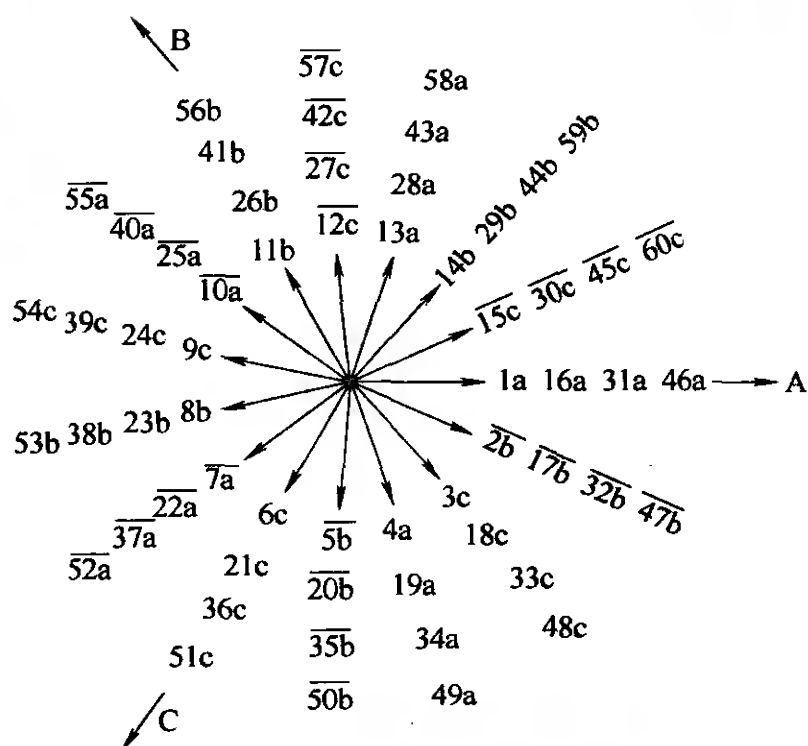 B
57c
58a
56b
42c
43a
41b
27c
28a
26b
12c
13a
11b
14b 29b 44b 59b
55a
40a
25a
10a
15c 30c 45c 60c
54c 39c 24c 9c
1a 16a 31a 46a A
53b 38b 23b 8b
2b 17b 32b 47b
7a
22a
37a
52a
6c
21c
36c
51c
C
5b
20b
35b
50b
4a
19a
34a
49a
3c
18c
33c
48c